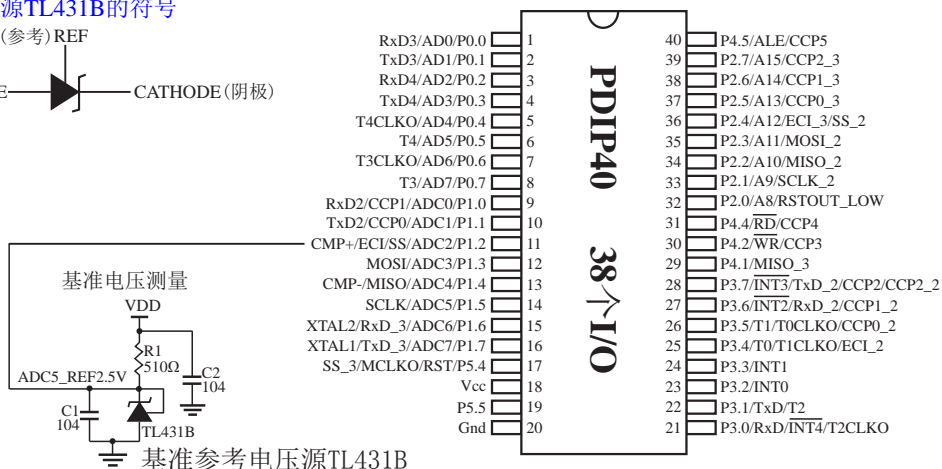 源TL431B的符号
(参考)REF
E
CATHODE(阴极)
PDIP40
38个I/O
RxD3/AD0/P0.0 1
TxD3/AD1/P0.1 2
RxD4/AD2/P0.2 3
TxD4/AD3/P0.3 4
T4CLKO/AD4/P0.4 5
T4/AD5/P0.5 6
T3CLKO/AD6/P0.6 7
T3/AD7/P0.7 8
RxD2/CCP1/ADC0/P1.0 9
TxD2/CCP0/ADC1/P1.1 10
CMP+/ECI/SS/ADC2/P1.2 11
MOSI/ADC3/P1.3 12
CMP-/MISO/ADC4/P1.4 13
SCLK/ADC5/P1.5 14
XTAL2/RxD_3/ADC6/P1.6 15
XTAL1/TxD_3/ADC7/P1.7 16
SS_3/MCLKO/RST/P5.4 17
Vcc 18
P5.5 19
Gnd 20
40 P4.5/ALE/CCP5
39 P2.7/A15/CCP2_3
38 P2.6/A14/CCP1_3
37 P2.5/A13/CCP0_3
36 P2.4/A12/ECI_3/SS_2
35 P2.3/A11/MOSI_2
34 P2.2/A10/MISO_2
33 P2.1/A9/SCLK_2
32 P2.0/A8/RSTOUT_LOW
31 P4.4/RD/CCP4
30 P4.2/WR/CCP3
29 P4.1/MISO_3
28 P3.7/INT3/TxD_2/CCP2/CCP2_2
27 P3.6/INT2/RxD_2/CCP1_2
26 P3.5/T1/T0CLKO/CCP0_2
25 P3.4/T0/T1CLKO/ECI_2
24 P3.3/INT1
23 P3.2/INT0
22 P3.1/TxD/T2
21 P3.0/RxD/INT4/T2CLKO
基准电压测量
VDD
R1
510Ω
C2
104
ADC5_REF2.5V
C1
104
TL431B
基准参考电压源TL431B